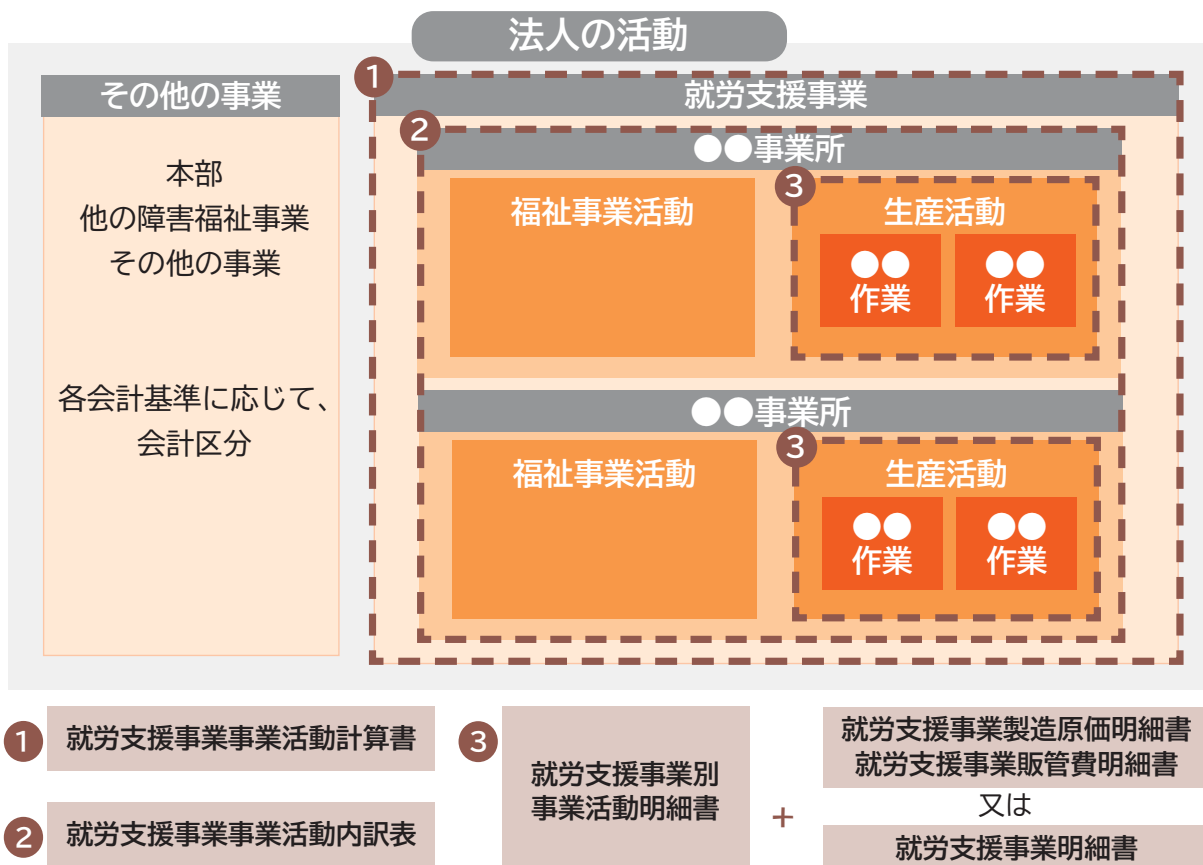 法人の活動
その他の事業
本部
他の障害福祉事業
その他の事業
各会計基準に応じて、
会計区分
1
就労支援事業
2
●●事業所
福祉事業活動
3
生産活動
●●
作業
●●
作業
●●事業所
福祉事業活動
3
生産活動
●●
作業
●●
作業
1
就労支援事業事業活動計算書
2
就労支援事業事業活動内訳表
3
就労支援事業別
事業活動明細書
+
就労支援事業製造原価明細書
就労支援事業販管費明細書
又は
就労支援事業明細書